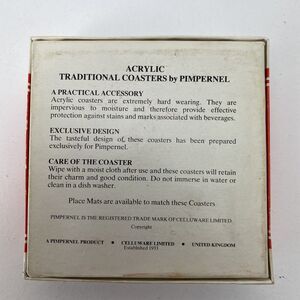 ACRYLIC
TRADITIONAL COASTERS by PIMPERNEL
A PRACTICAL ACCESSORY
Acrylic coasters are extremely hard wearing. They are
impervious to moisture and therefore provide effective
protection against stains and marks associated with beverages.
EXCLUSIVE DESIGN
The tasteful design of, these coasters has been prepared
exclusively for Pimpernel.
CARE OF THE COASTER
Wipe with a moist cloth after use and these coasters will retain
their charm and good condition. Do not immerse in water or
clean in a dish washer.
Place Mats are available to match these Coasters
PIMPERNEL IS THE REGISTERED TRADE MARK OF CELLUWARE LIMITED.
Copyright
A PIMPERNEL PRODUCT • CELLUWARE LIMITED • UNITED KINGDOM
Established 1933